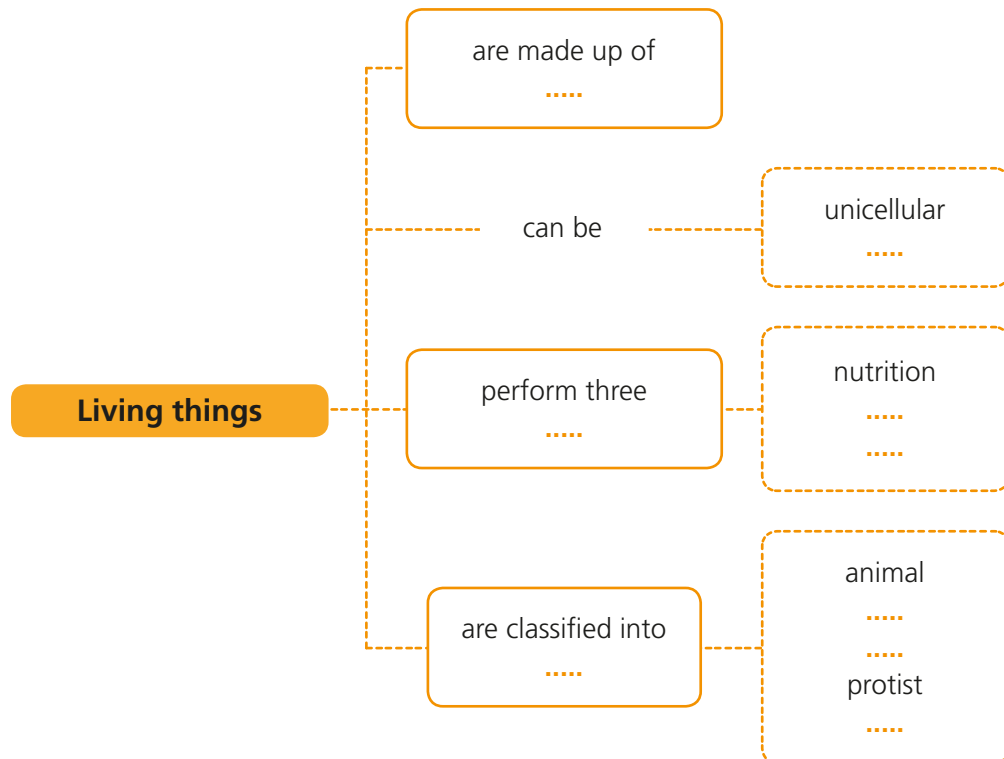 are made up of
.....
can be
unicellular
.....
Living things
perform three
.....
nutrition
.....
.....
are classified into
.....
animal
.....
.....
protist
.....